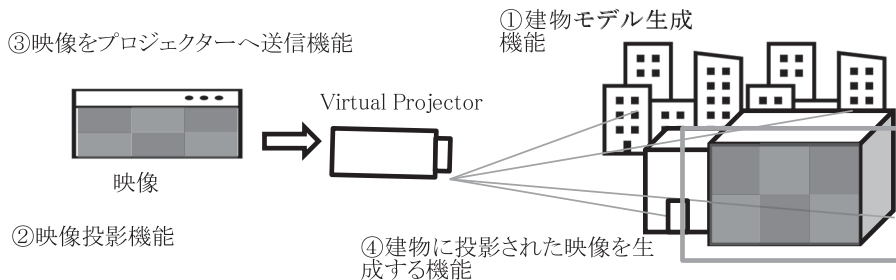 ①建物モデル生成
機能
③映像をプロジェクターへ送信機能
Virtual Projector
映像
②映像投影機能
④建物に投影された映像を生
成する機能